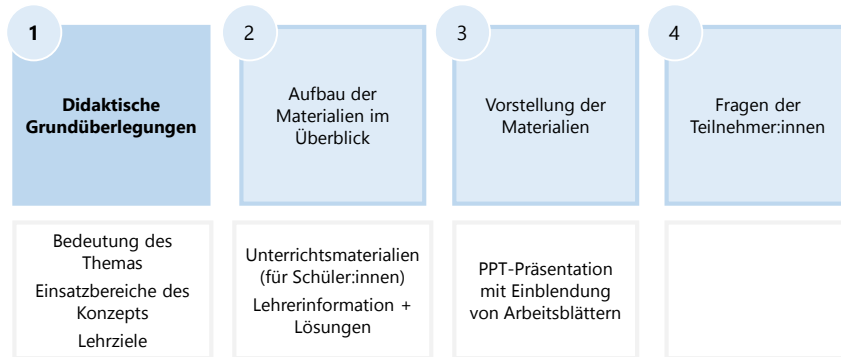 1
2
3
4
Didaktische
Grundüberlegungen
Aufbau der
Materialien im
Überblick
Vorstellung der
Materialien
Fragen der
Teilnehmer:innen
Bedeutung des
Themas
Einsatzbereiche des
Konzepts
Lehrziele
Unterrichtsmaterialien
(für Schüler:innen)
Lehrerinformation +
Lösungen
PPT-Präsentation
mit Einblendung
von Arbeitsblättern